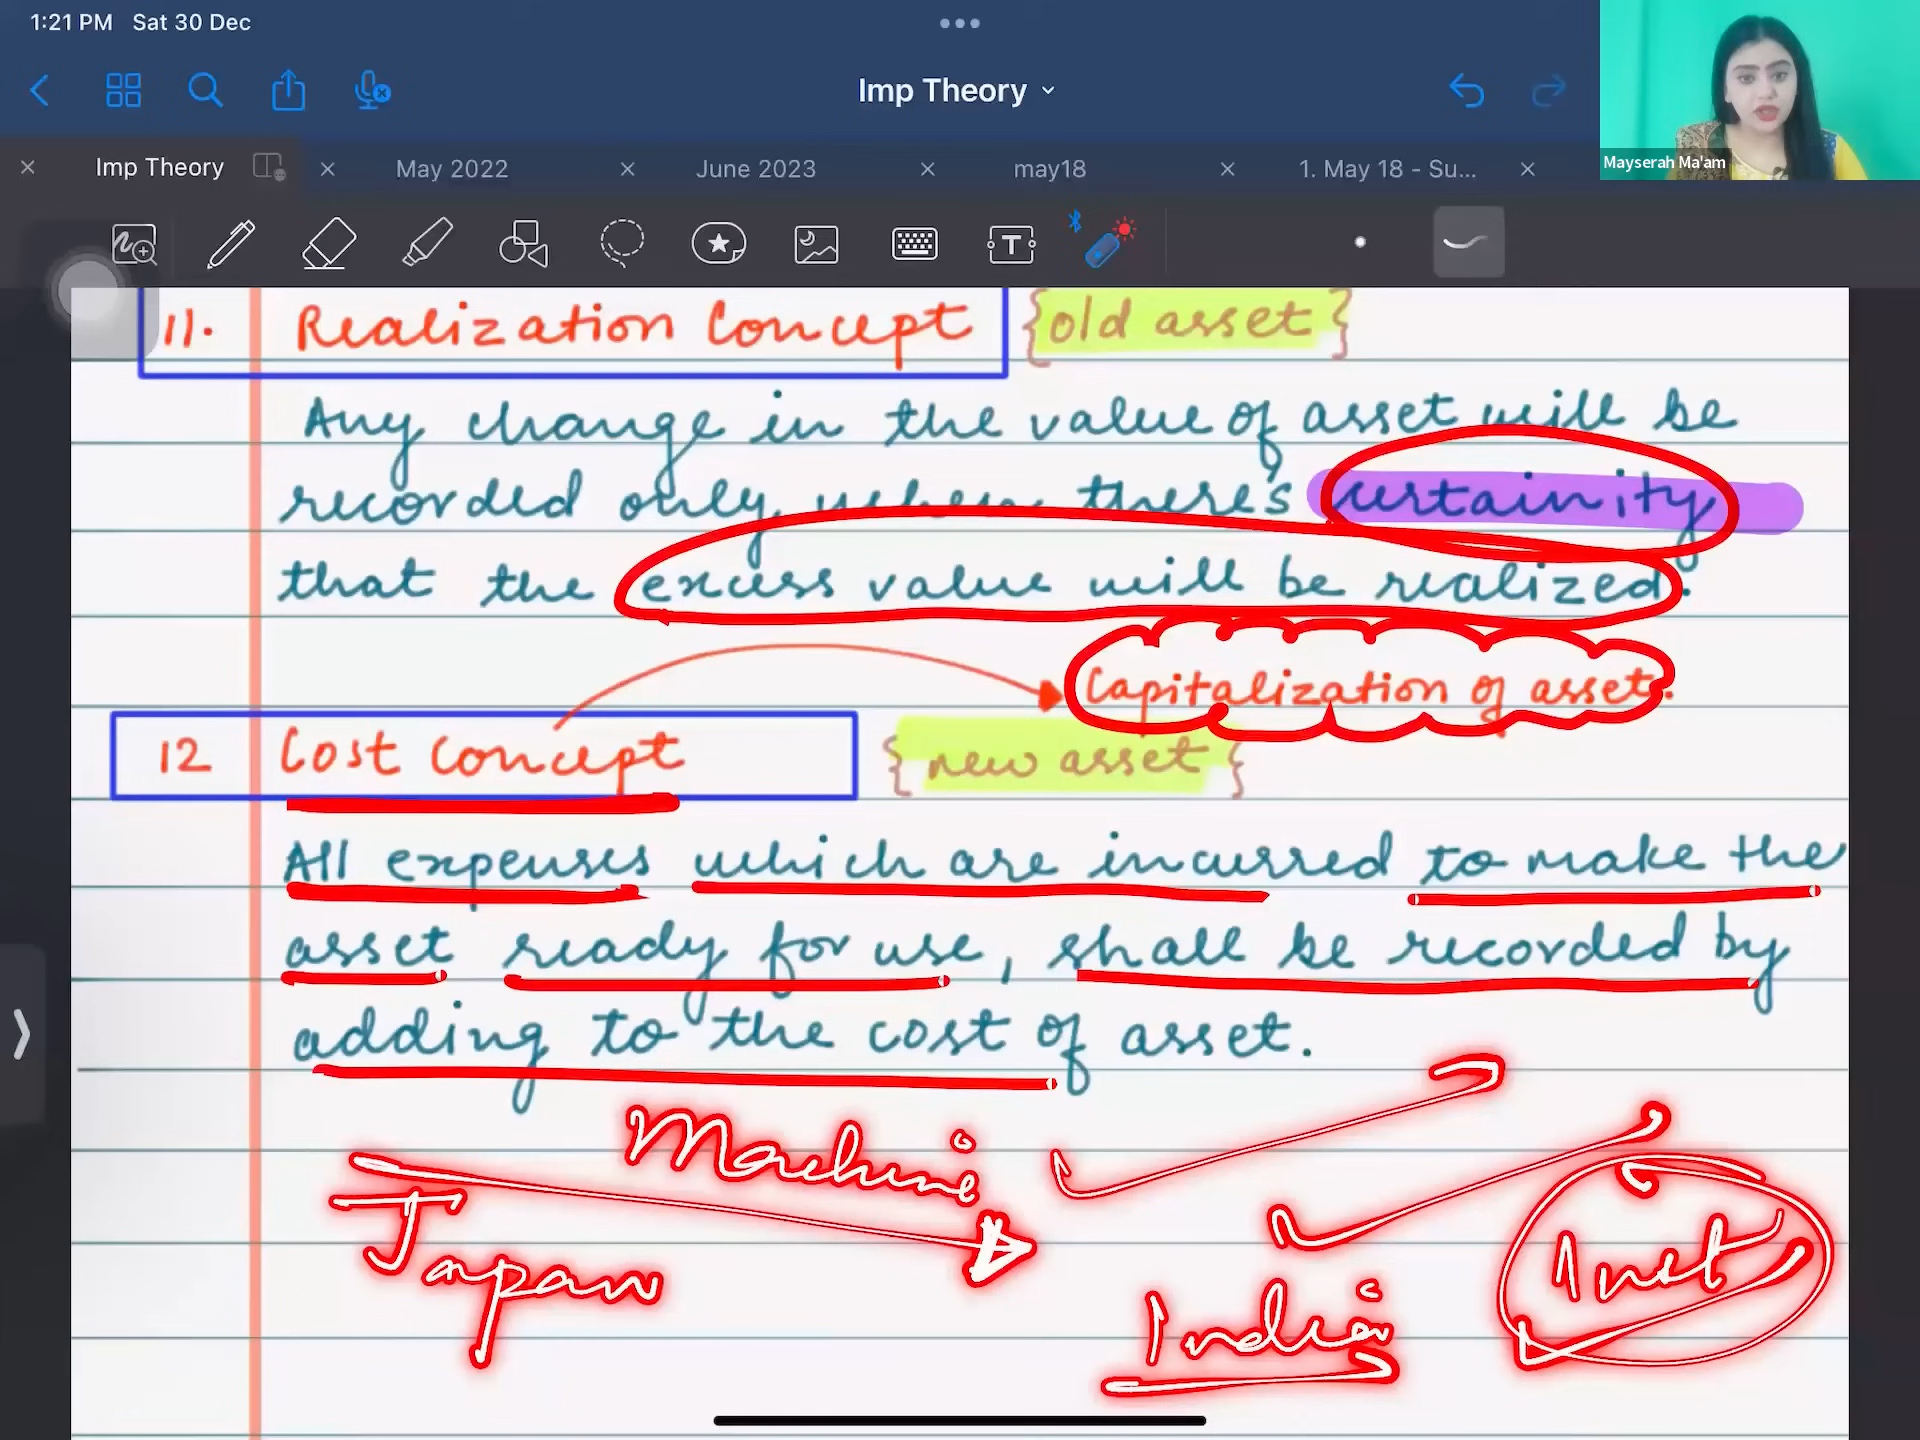 1:21 PM Sat 30 Dec
Imp Theory
Mayserah Ma'am
Imp Theory
May 2022
June 2023
may18
1. May 18 - Su...
11. Realization Concept {old asset}
Any change in the value of asset will be
recorded only when there's certainity
that the excess value will be realized.
Capitalization of asset.
12 Cost Concept {new asset}
All expenses which are incurred to make the
asset ready for use, shall be recorded by
adding to the cost of asset.
Machine
Japan
India
Inst